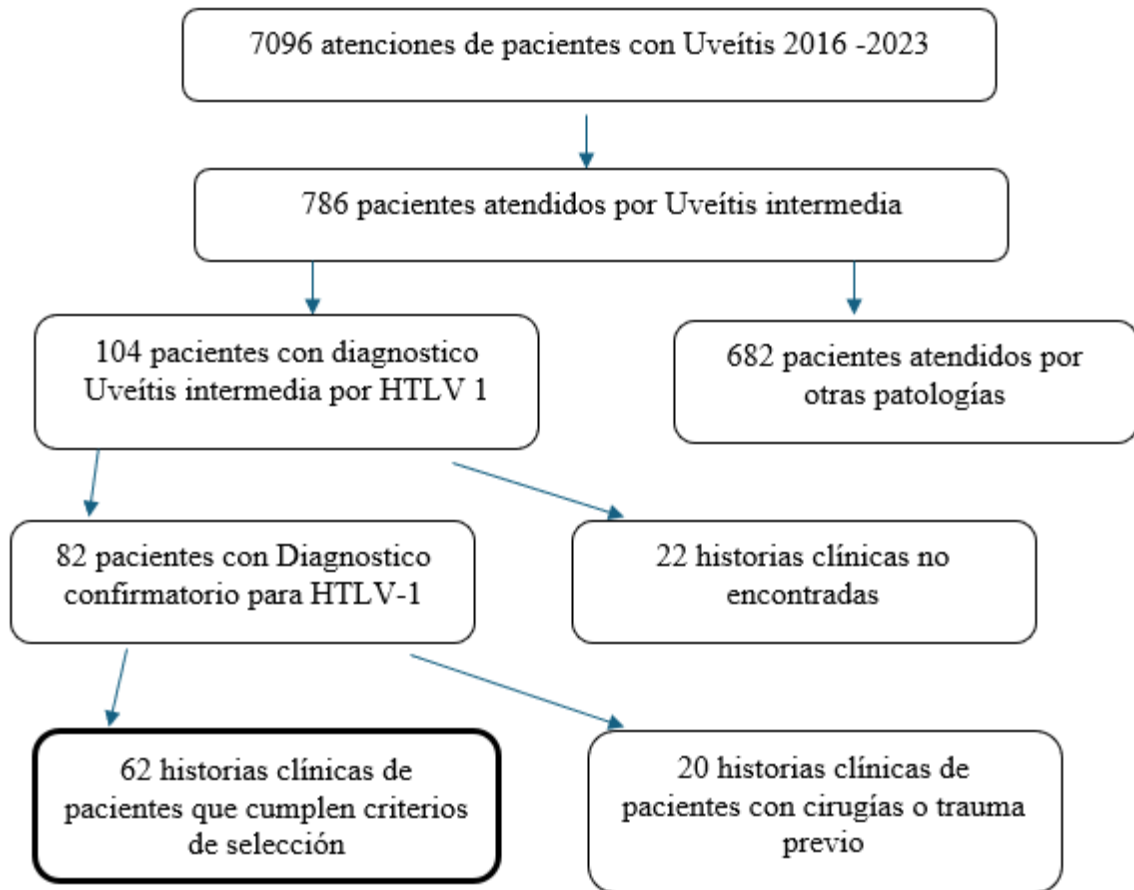 7096 atenciones de pacientes con Uveítis 2016 -2023
786 pacientes atendidos por Uveítis intermedia
104 pacientes con diagnostico
Uveítis intermedia por HTLV 1
682 pacientes atendidos por
otras patologías
82 pacientes con Diagnostico
confirmatorio para HTLV-1
22 historias clínicas no
encontradas
62 historias clínicas de
pacientes que cumplen criterios
de selección
20 historias clínicas de
pacientes con cirugías o trauma
previo